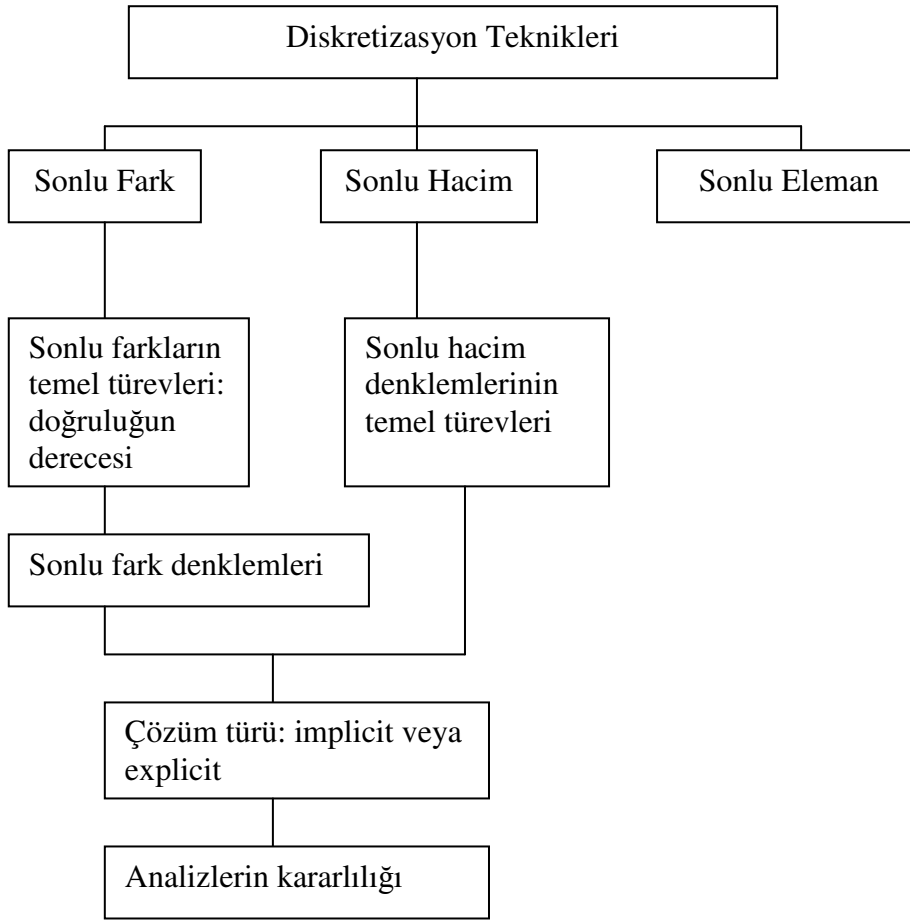 Diskretizasyon Teknikleri
Sonlu Fark
Sonlu Hacim
Sonlu Eleman
Sonlu farkların
temel türevleri:
doğruluğun
derecesi
Sonlu hacim
denklemlerinin
temel türevleri
Sonlu fark denklemleri
Çözüm türü: implicit veya
explicit
Analizlerin kararlılığı